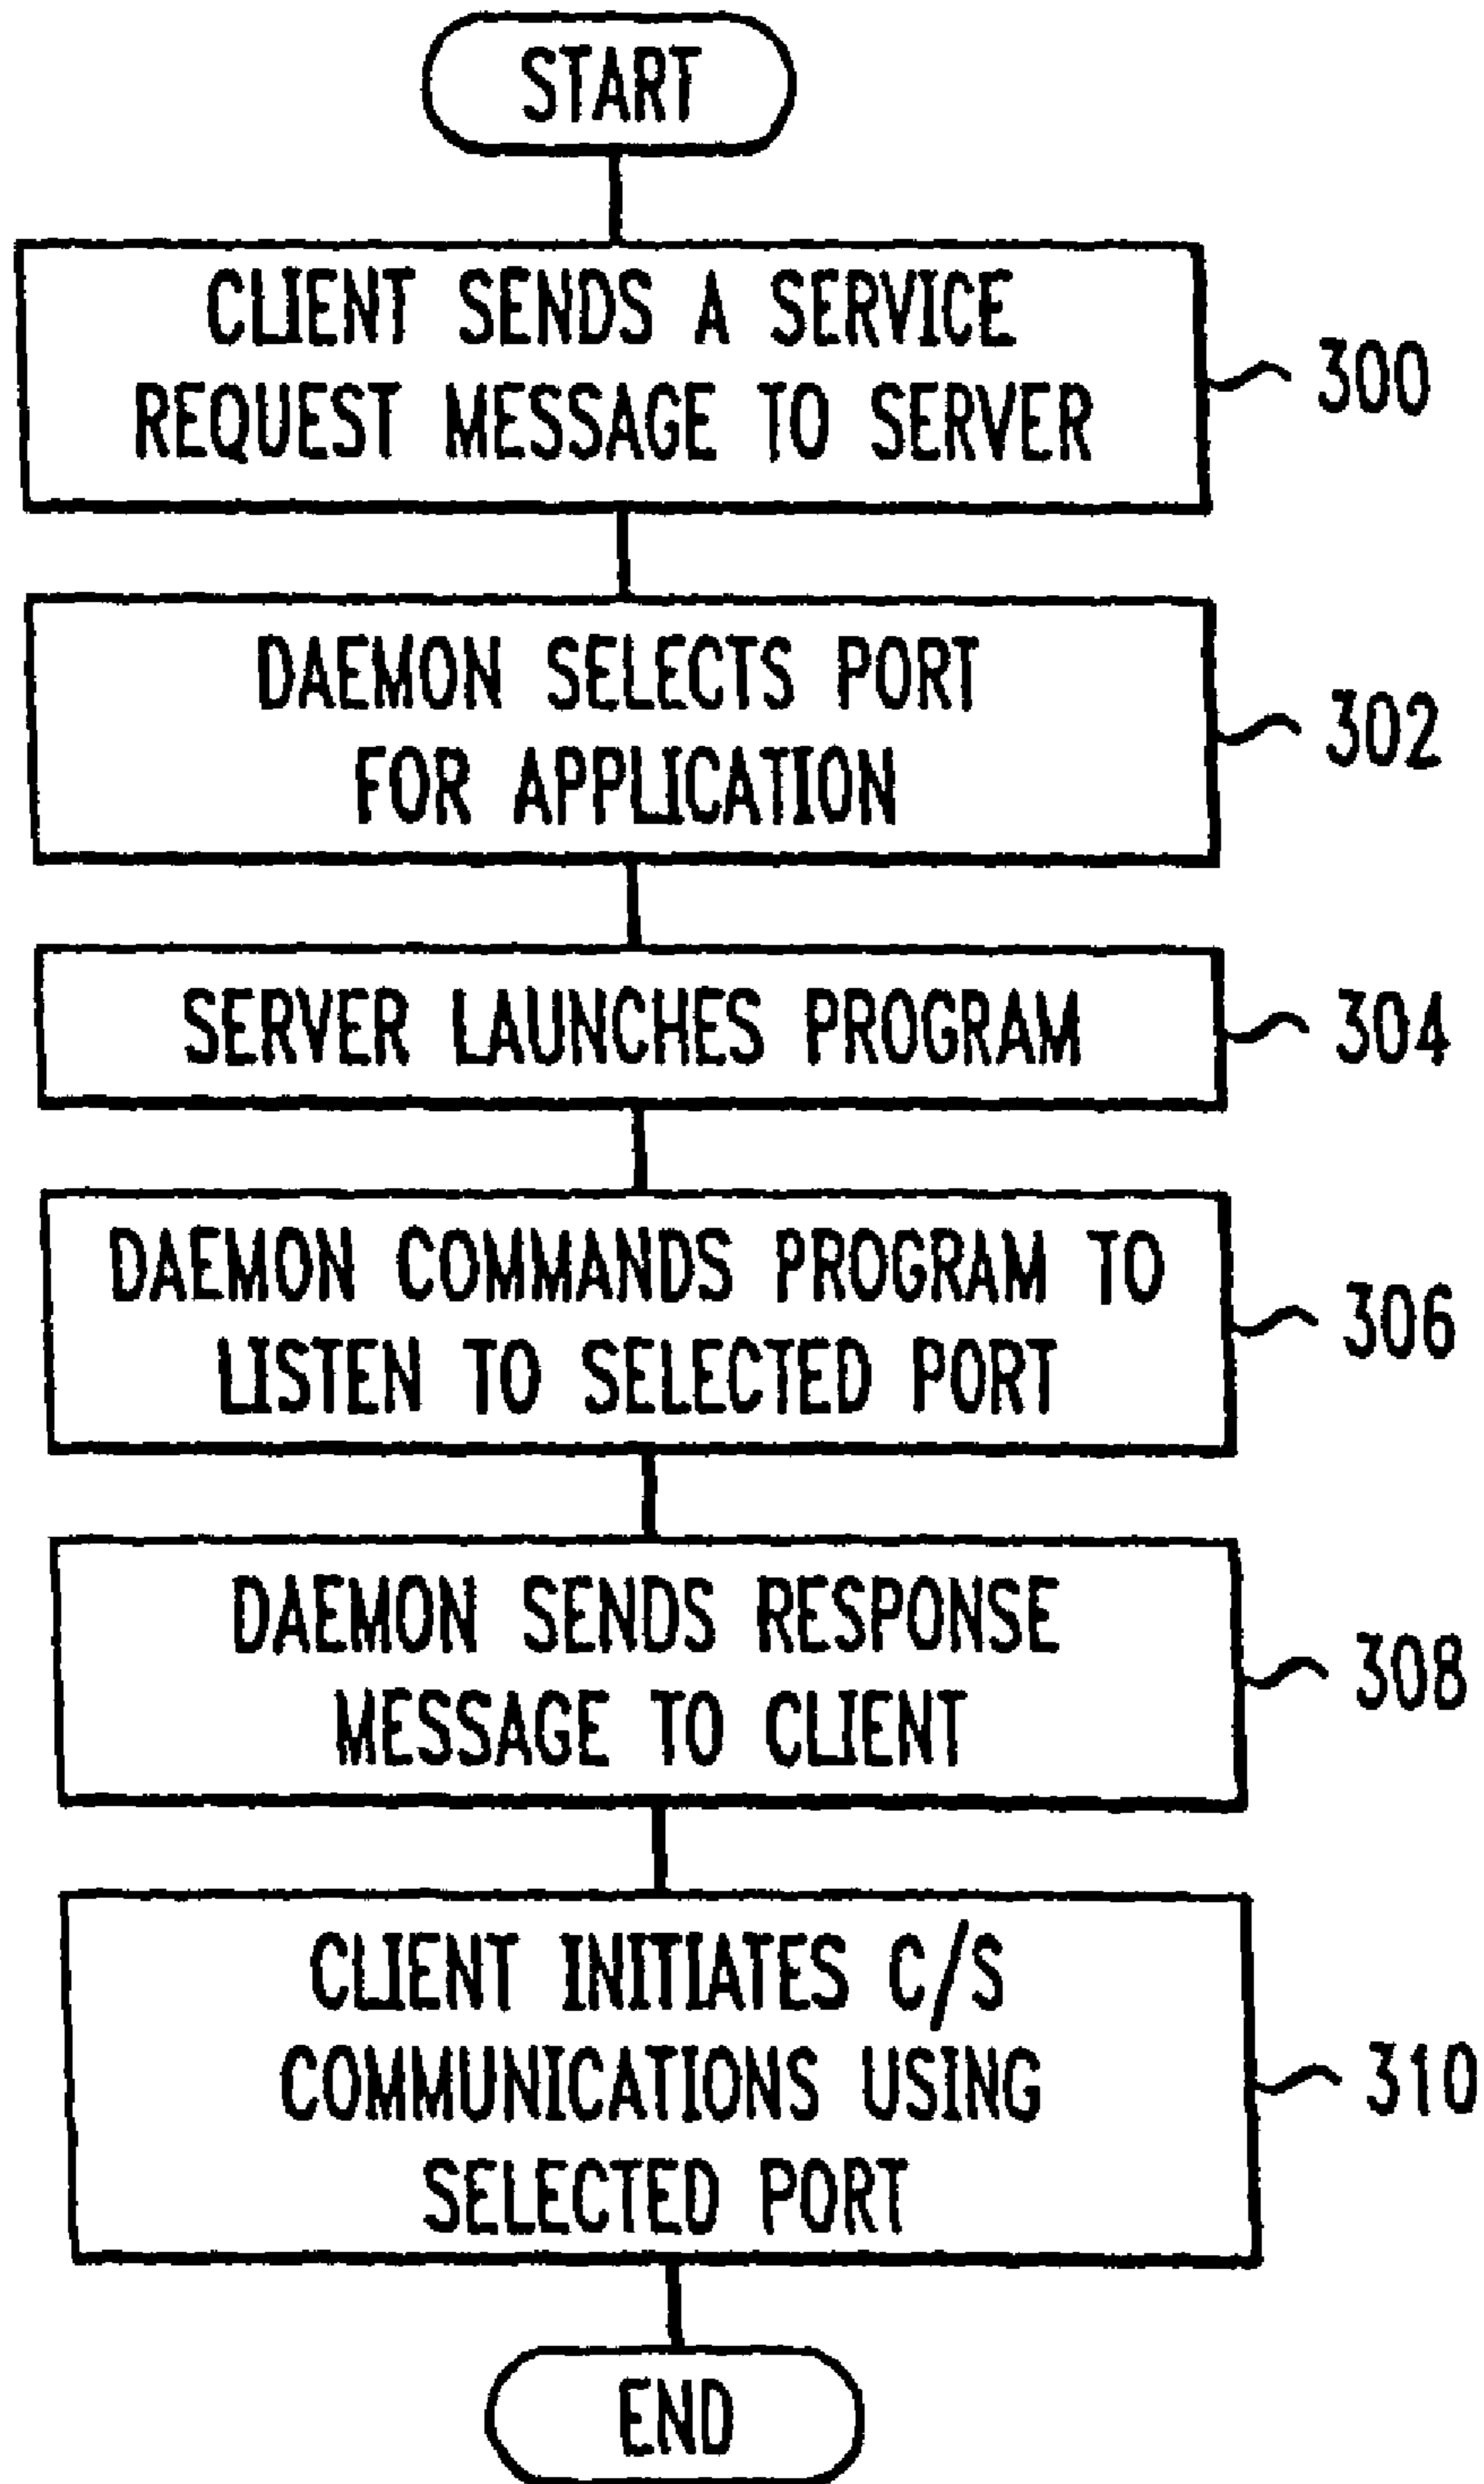 START
CLIENT SENDS A SERVICE
REQUEST MESSAGE TO SERVER
300
DAEMON SELECTS PORT
FOR APPLICATION
302
SERVER LAUNCHES PROGRAM
304
DAEMON COMMANDS PROGRAM TO
LISTEN TO SELECTED PORT
306
DAEMON SENDS RESPONSE
MESSAGE TO CLIENT
308
CLIENT INITIATES C/S
COMMUNICATIONS USING
SELECTED PORT
310
END